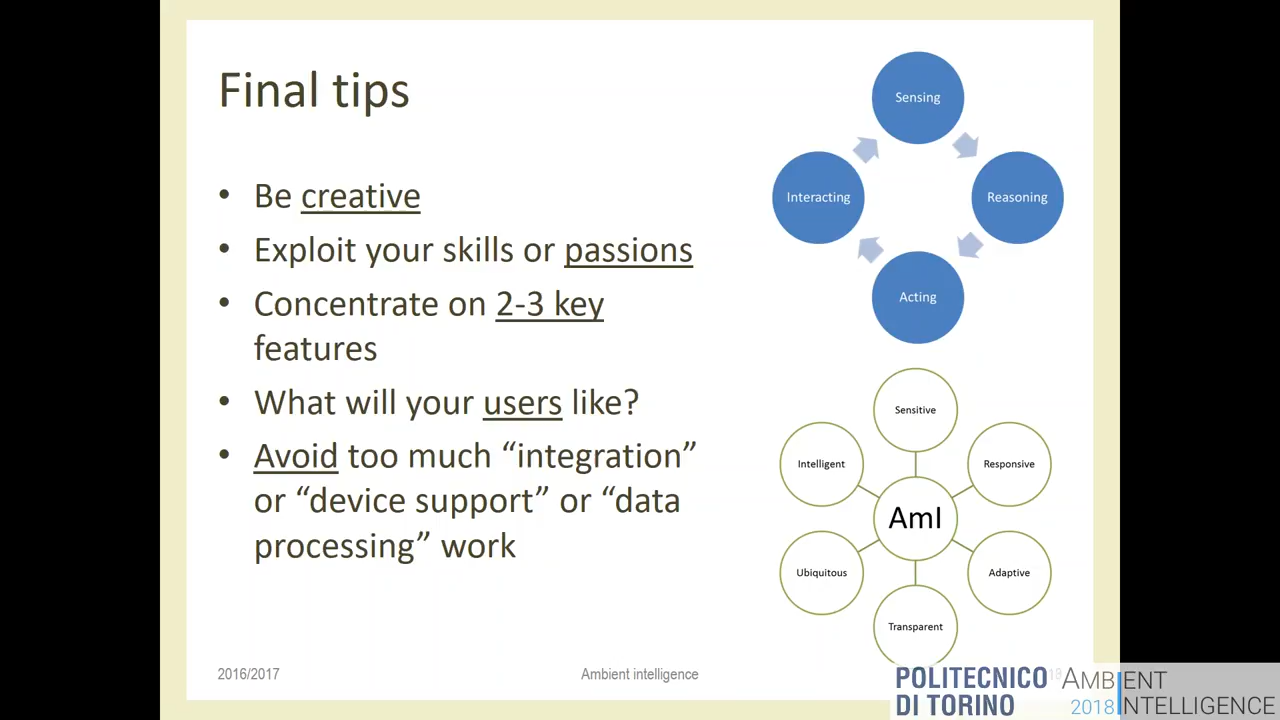 Final tips
• Be creative
• Exploit your skills or passions
• Concentrate on 2-3 key
features
• What will your users like?
• Avoid too much “integration”
or “device support” or “data
processing” work
Sensing
Reasoning
Acting
Interacting
Sensitive
Responsive
Adaptive
Transparent
Ubiquitous
Intelligent
AmI
2016/2017
Ambient intelligence
POLITECNICO
DI TORINO
AMBIENT
2018 INTELLIGENCE